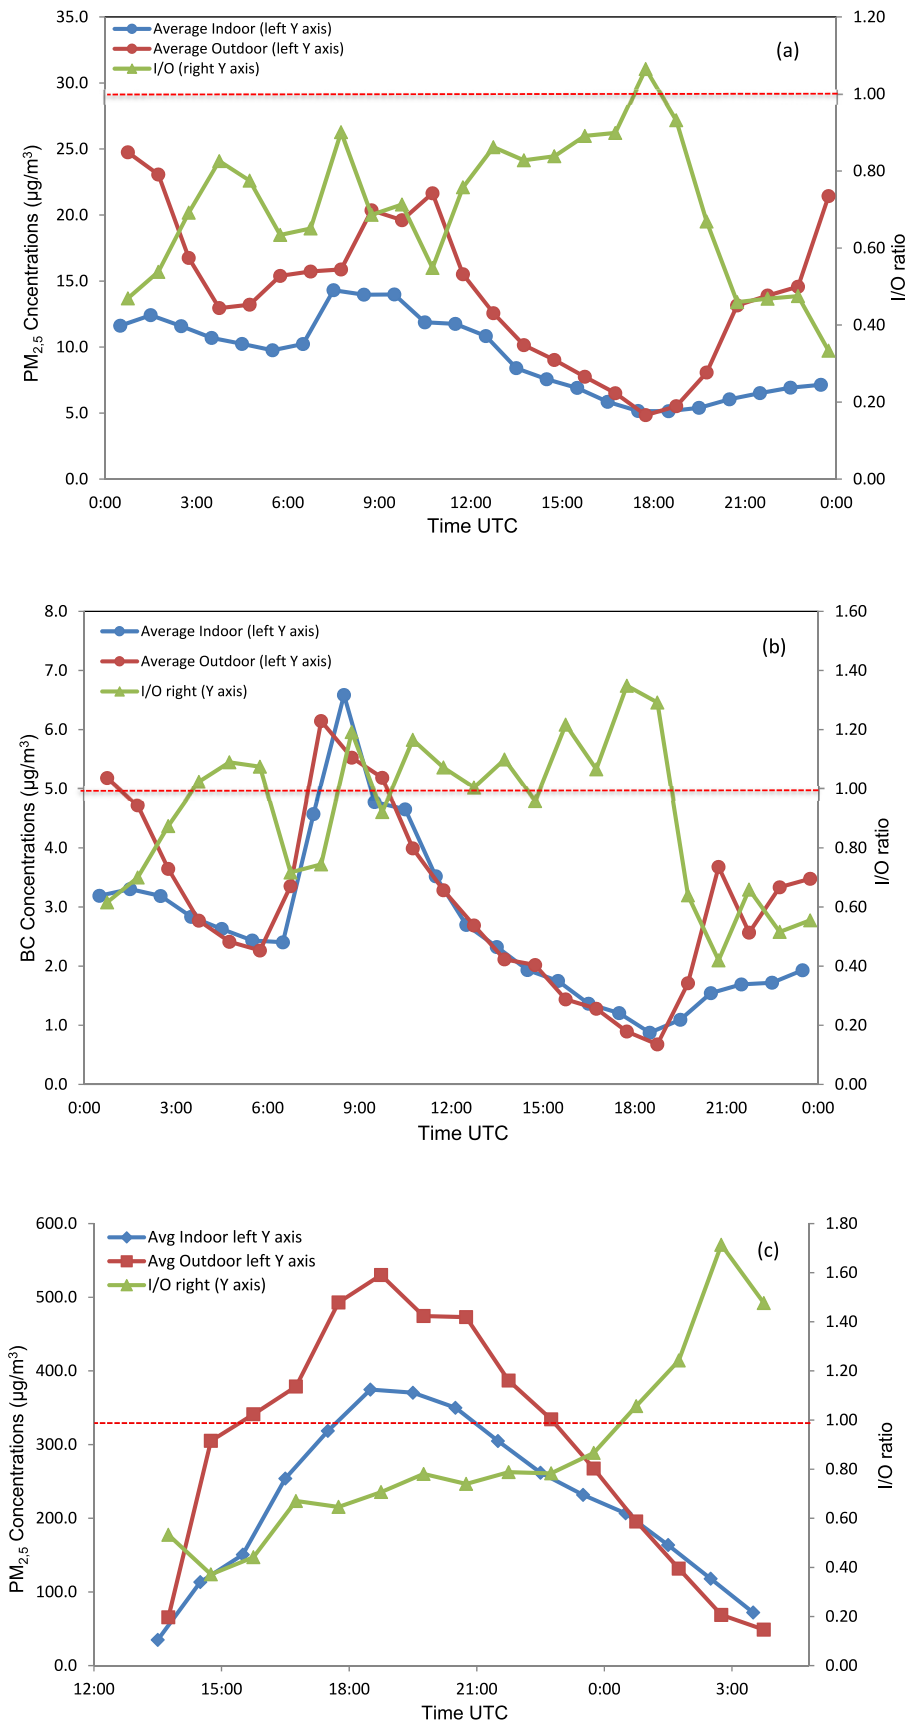 35.0
30.0
25.0
20.0
15.0
10.0
5.0
0.0
PM2,5 Cncentrations (µg/m3)
Average Indoor (left Y axis)
Average Outdoor (left Y axis)
I/O (right Y axis)
(a)
1.20
1.00
0.80
0.60
0.40
0.20
0.00
I/O ratio
0:00 3:00 6:00 9:00 12:00 15:00 18:00 21:00 0:00
Time UTC
8.0
7.0
6.0
5.0
4.0
3.0
2.0
1.0
0.0
BC Concentrations (µg/m3)
Average Indoor (left Y axis)
Average Outdoor (left Y axis)
I/O right (Y axis)
(b)
1.60
1.40
1.20
1.00
0.80
0.60
0.40
0.20
0.00
I/O ratio
0:00 3:00 6:00 9:00 12:00 15:00 18:00 21:00 0:00
Time UTC
600.0
500.0
400.0
300.0
200.0
100.0
0.0
PM2,5 Concentrations (µg/m3)
Avg Indoor left Y axis
Avg Outdoor left Y axis
I/O right (Y axis)
(c)
1.80
1.60
1.40
1.20
1.00
0.80
0.60
0.40
0.20
0.00
I/O ratio
12:00 15:00 18:00 21:00 0:00 3:00
Time UTC